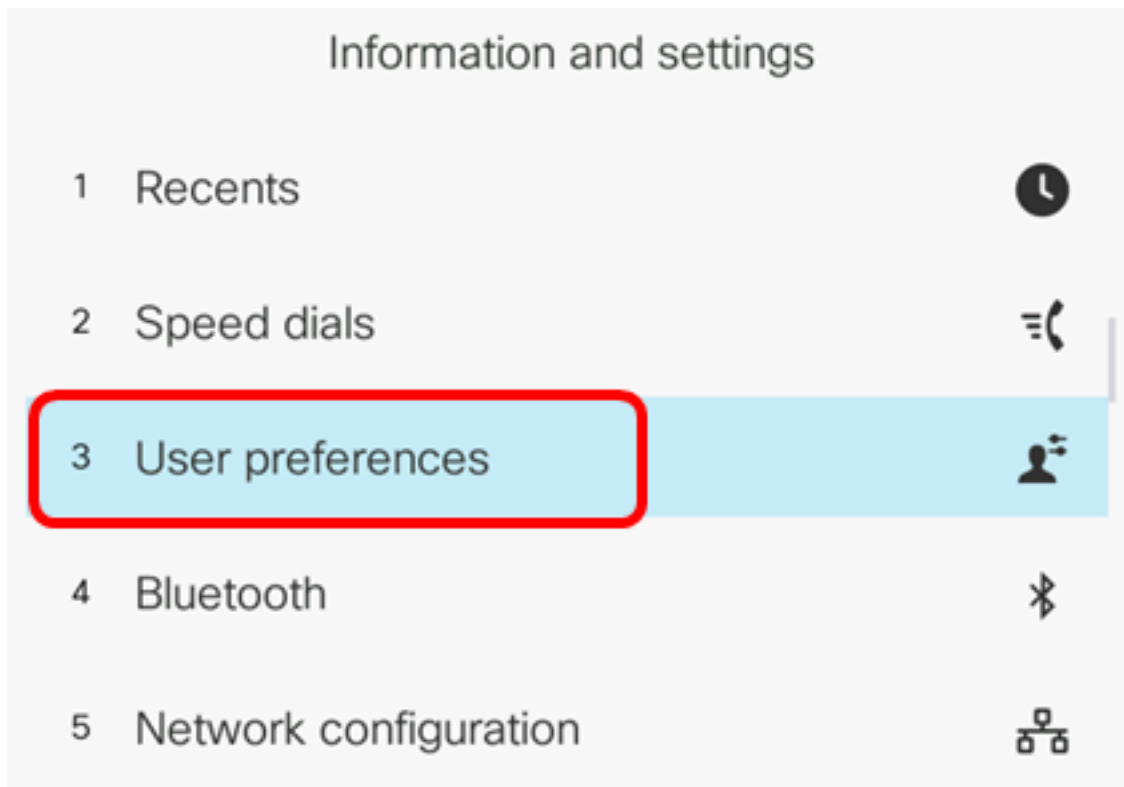 Information and settings
1 Recents
2 Speed dials
3 User preferences
4 Bluetooth
5 Network configuration